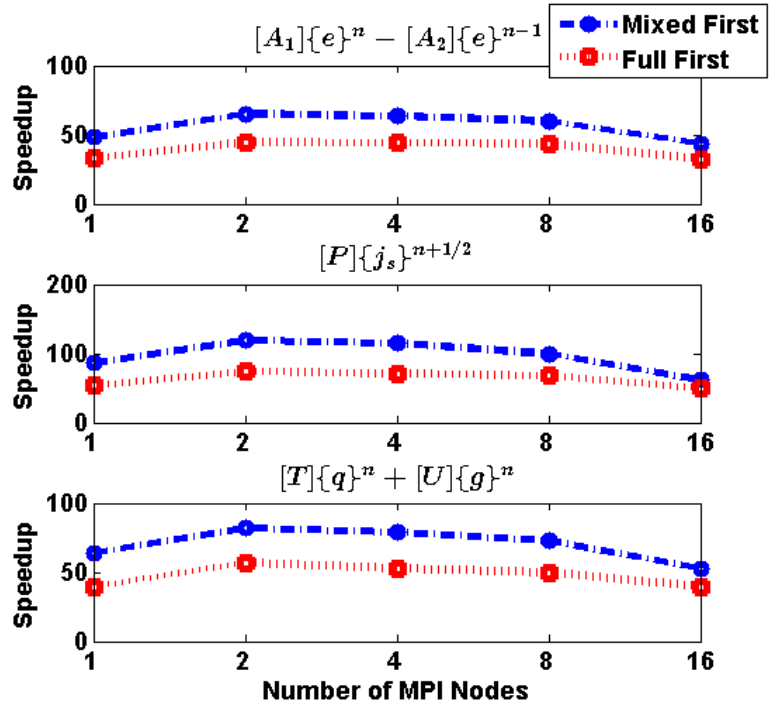 [A₁]{e}ⁿ − [A₂]{e}ⁿ⁻¹
Mixed First
Full First
Speedup
100
50
0
1 2 4 8 16
[P]{jₛ}ⁿ⁺¹/²
Speedup
200
100
0
1 2 4 8 16
[T]{q}ⁿ + [U]{g}ⁿ
Speedup
100
50
0
1 2 4 8 16
Number of MPI Nodes